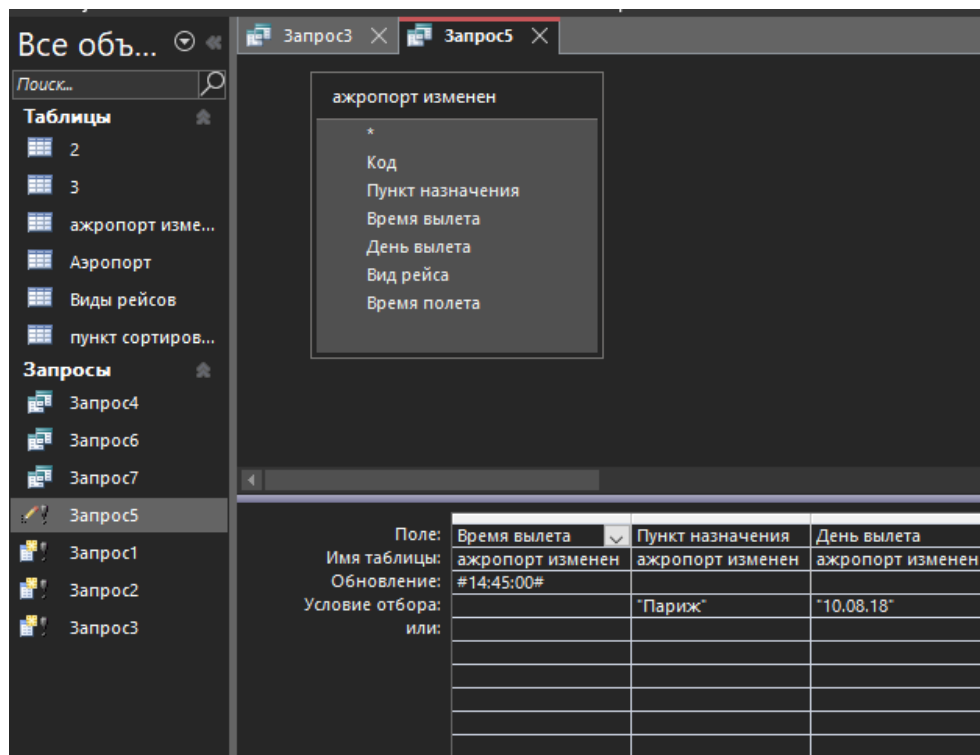 Запрос3
Запрос5
Все объ...
Поиск...
Таблицы
2
3
ажропорт изме...
Аэропорт
Виды рейсов
пункт сортиров...
Запросы
Запрос4
Запрос6
Запрос7
Запрос5
Запрос1
Запрос2
Запрос3
ажропорт изменен
*
Код
Пункт назначения
Время вылета
День вылета
Вид рейса
Время полета
Поле: Время вылета Пункт назначения День вылета
Имя таблицы: ажропорт изменен ажропорт изменен ажропорт изменен
Обновление: #14:45:00#
Условие отбора: "Париж" "10.08.18"
или: